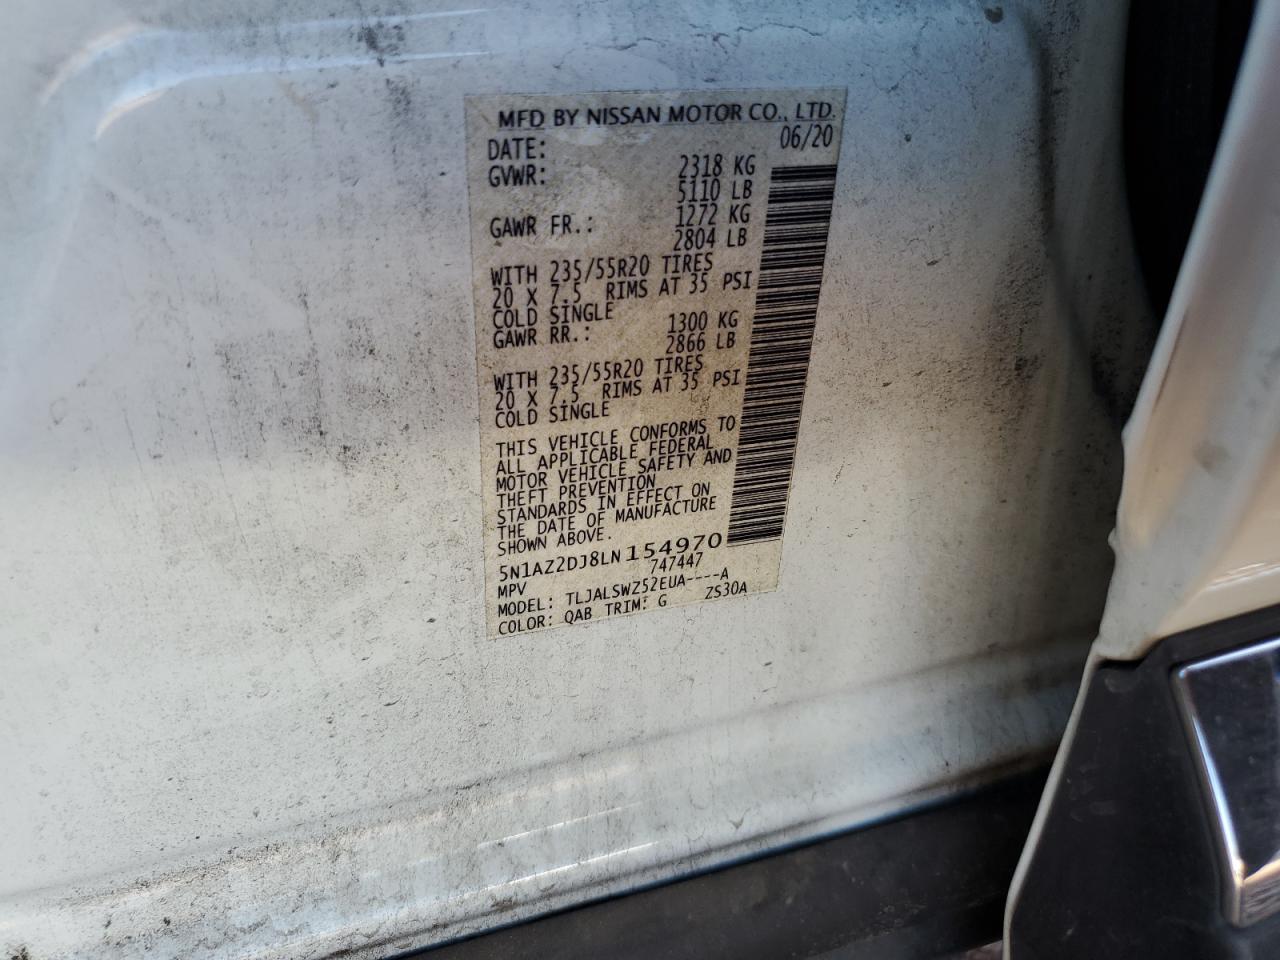 MFD BY NISSAN MOTOR CO., LTD.
DATE: 06/20
GVWR: 2318 KG
5110 LB
GAWR FR.: 1272 KG
2804 LB
WITH 235/55R20 TIRES
20 X 7.5 RIMS AT 35 PSI
COLD SINGLE
GAWR RR.: 1300 KG
2866 LB
WITH 235/55R20 TIRES
20 X 7.5 RIMS AT 35 PSI
COLD SINGLE
THIS VEHICLE CONFORMS TO
ALL APPLICABLE FEDERAL
MOTOR VEHICLE SAFETY AND
THEFT PREVENTION
STANDARDS IN EFFECT ON
THE DATE OF MANUFACTURE
SHOWN ABOVE.
5N1AZ2DJ8LN154970
MPV 747447
MODEL: TLJALSWZ52EUA----A
COLOR: QAB TRIM: G ZS30A